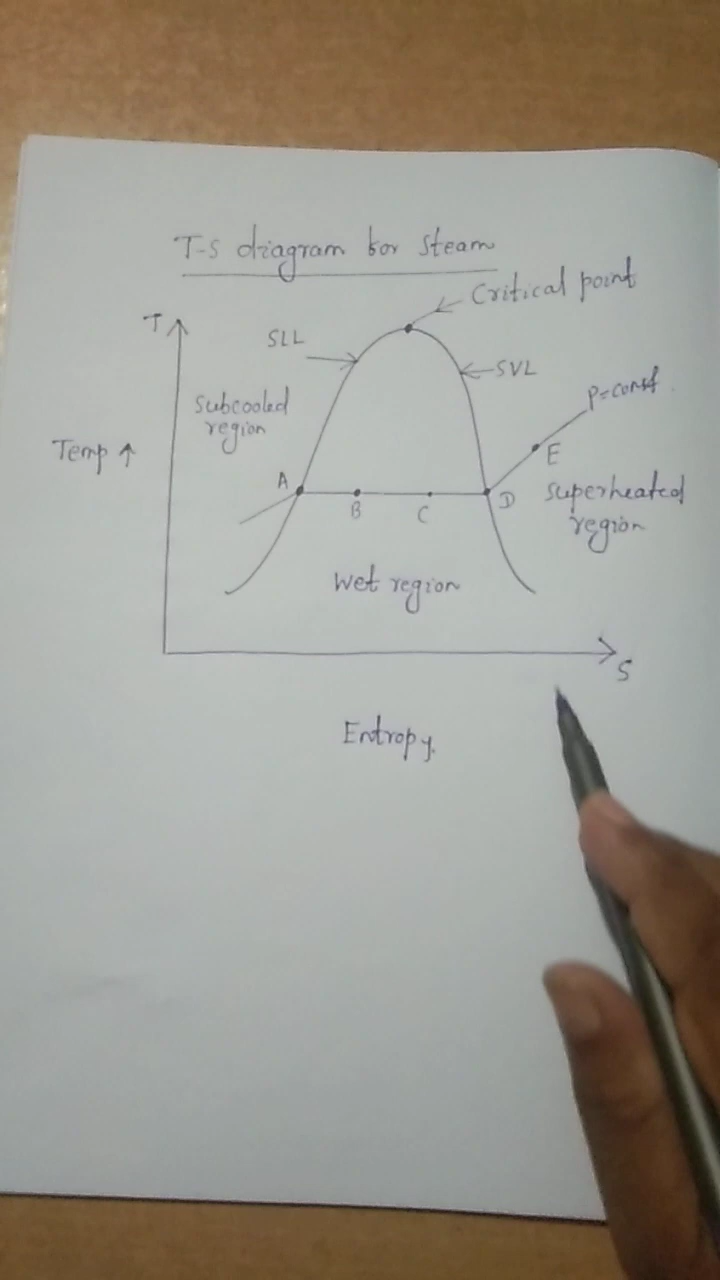 T-S diagram for Steam
Critical point
T
SLL
SVL
P=const.
Subcooled
region
Temp ↑
E
A
B
C
D
Superheated
region
Wet region
S
Entropy.